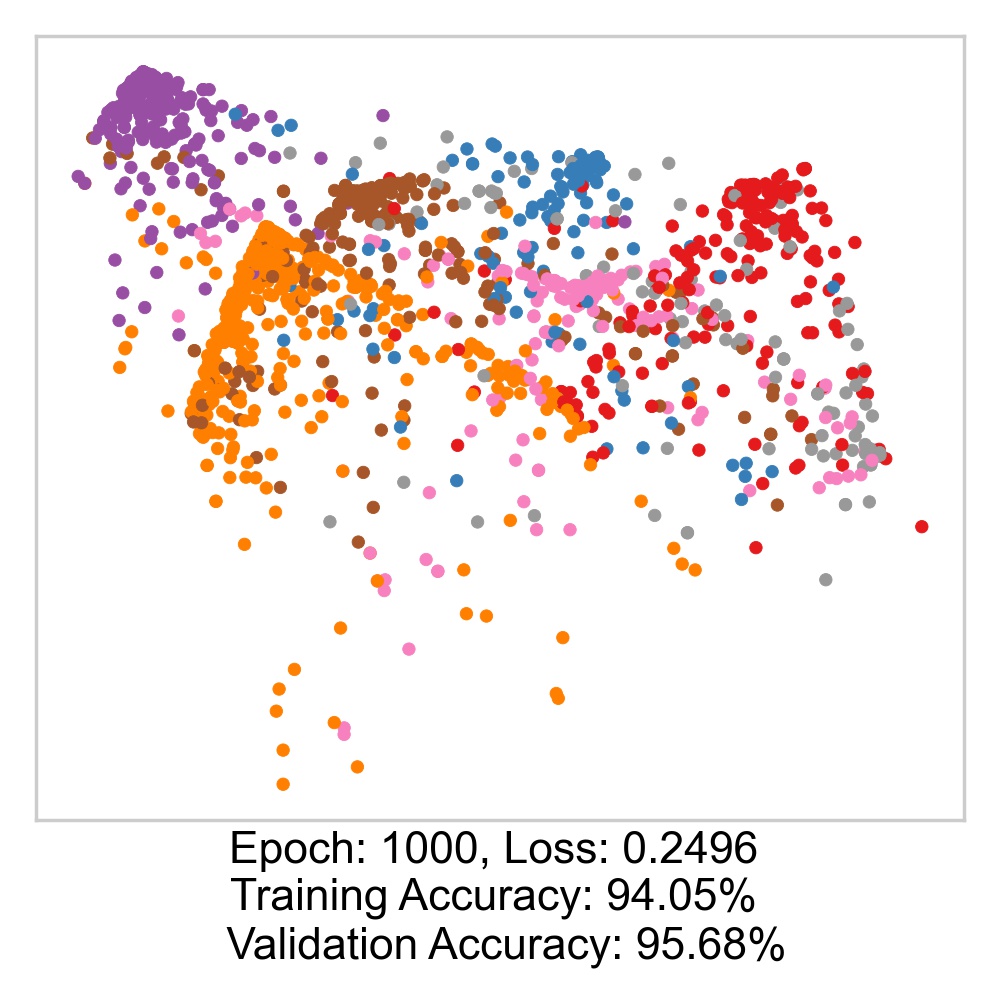 Epoch: 1000, Loss: 0.2496
Training Accuracy: 94.05%
Validation Accuracy: 95.68%